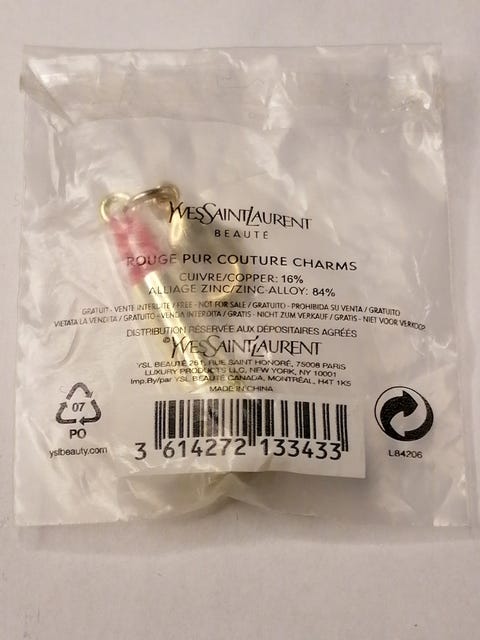 YVESSAINTLAURENT
BEAUTÉ
ROUGE PUR COUTURE CHARMS
CUIVRE/COPPER: 16%
ALLIAGE ZINC/ZINC-ALLOY: 84%
GRATUIT - VENTE INTERDITE / FREE - NOT FOR SALE / GRATUITO - PROHIBIDA SU VENTA / GRATUITO
VIETATA LA VENDITA / GRATUITO - VENDA INTERDITA / GRATIS - NICHT ZUM VERKAUF / GRATIS - NIET VOOR VERKOOP
DISTRIBUTION RÉSERVÉE AUX DÉPOSITAIRES AGRÉÉS
©YVESSAINTLAURENT
YSL BEAUTÉ 261, RUE SAINT HONORÉ, 75008 PARIS
LUXURY PRODUCTS LLC, NEW YORK, NY 10001
Imp.By/par YSL BEAUTÉ CANADA, MONTRÉAL, H4T 1K5
MADE IN CHINA
07
PO
yslbeauty.com
3 614272 133433
L84206